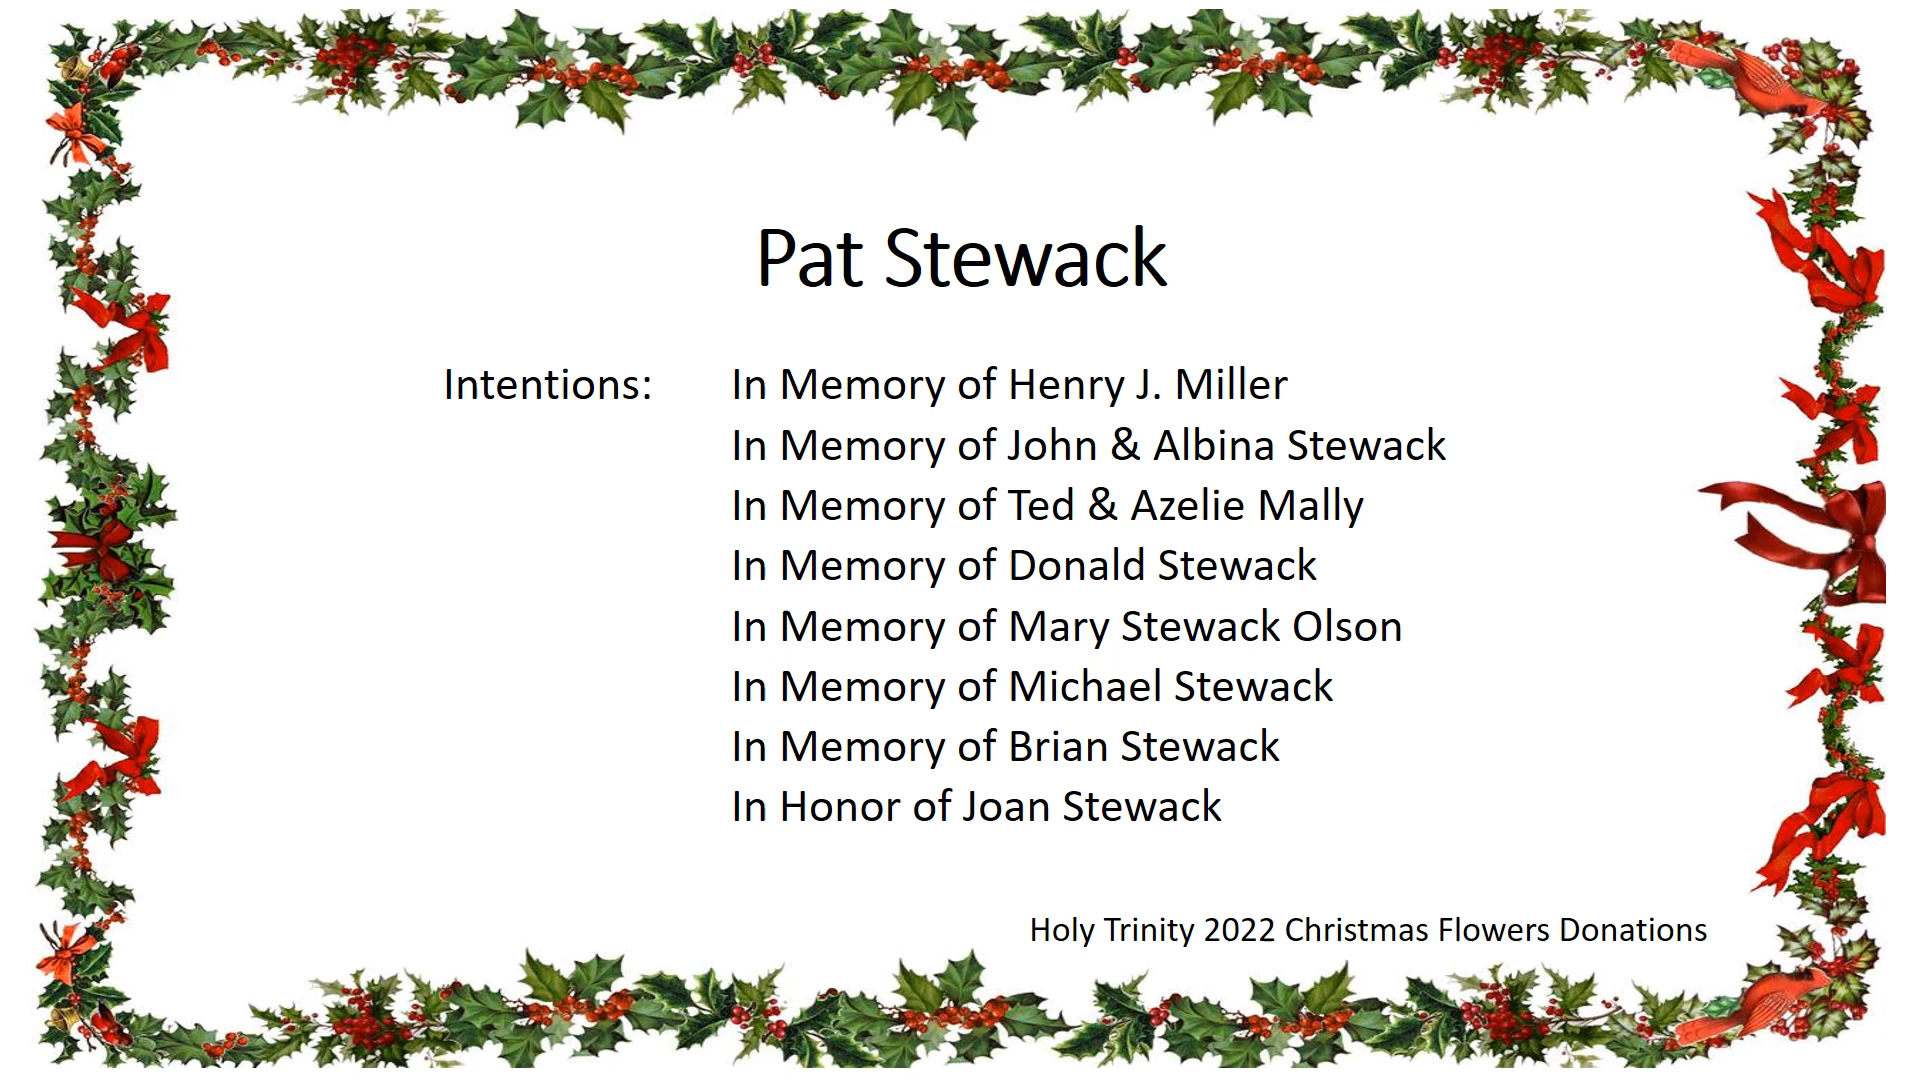 Pat Stewack
Intentions: In Memory of Henry J. Miller
In Memory of John & Albina Stewack
In Memory of Ted & Azelie Mally
In Memory of Donald Stewack
In Memory of Mary Stewack Olson
In Memory of Michael Stewack
In Memory of Brian Stewack
In Honor of Joan Stewack
Holy Trinity 2022 Christmas Flowers Donations